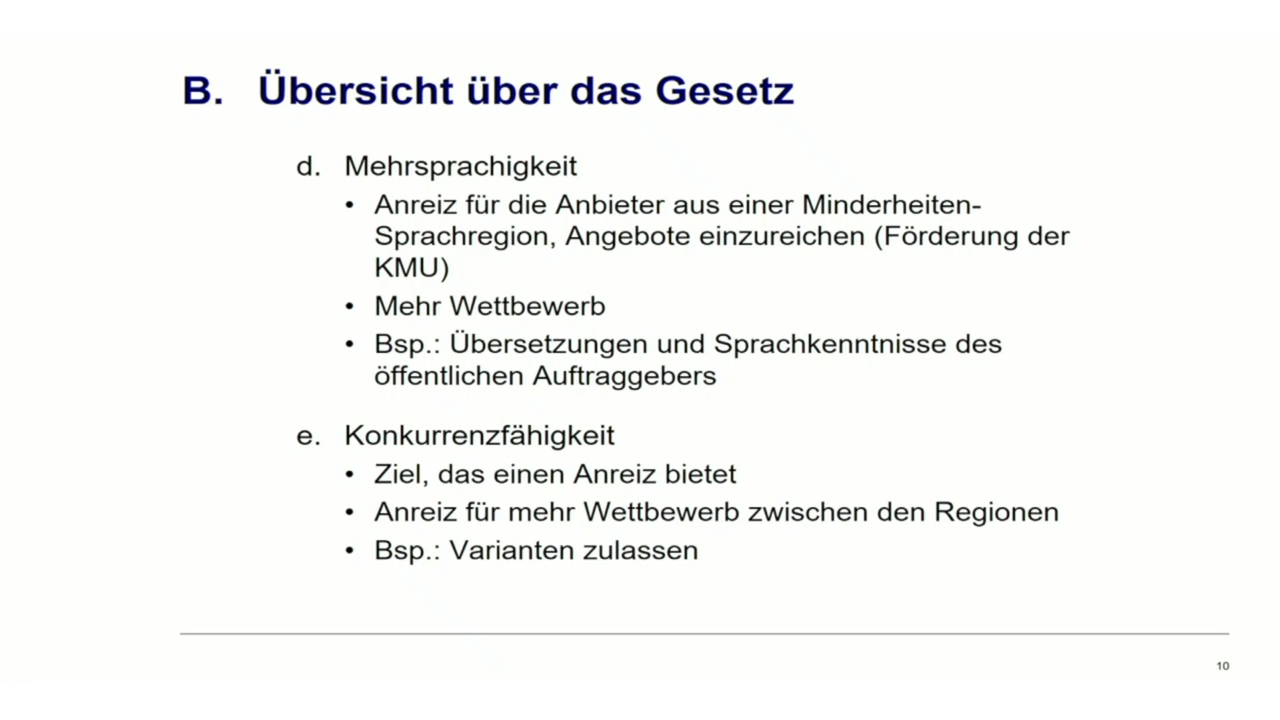 B. Übersicht über das Gesetz
d. Mehrsprachigkeit
• Anreiz für die Anbieter aus einer Minderheiten-
Sprachregion, Angebote einzureichen (Förderung der
KMU)
• Mehr Wettbewerb
• Bsp.: Übersetzungen und Sprachkenntnisse des
öffentlichen Auftraggebers
e. Konkurrenzfähigkeit
• Ziel, das einen Anreiz bietet
• Anreiz für mehr Wettbewerb zwischen den Regionen
• Bsp.: Varianten zulassen
10